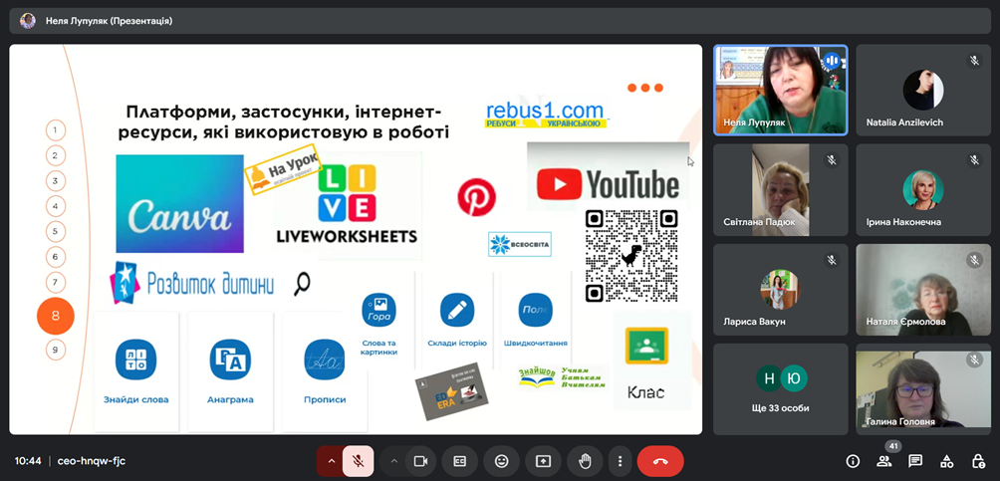 Неля Лупуляк (Презентація)
Платформи, застосунки, інтернет-
ресурси, які використовую в роботі
rebus1.com
РЕБУСИ УКРАЇНСЬКОЮ
1
2
3
4
5
6
7
8
9
Canva
На Урок
LIVE
LIVEWORKSHEETS
YouTube
ВСЕОСВІТА
Розвиток дитини
Гора
Слова та
картинки
Склади історію
Поля
Швидкочитання
ЛІТО
Знайди слова
Анаграма
Прописи
ED
ERA
Знайшов
Учням
Батькам
Вчителям
Клас
Неля Лупуляк
Natalia Anzilevich
Світлана Падюк
Ірина Наконечна
Лариса Вакун
Наталя Єрмолова
Н
Ю
Ще 33 особи
Галина Головня
10:44 | ceo-hnqw-fjc
41